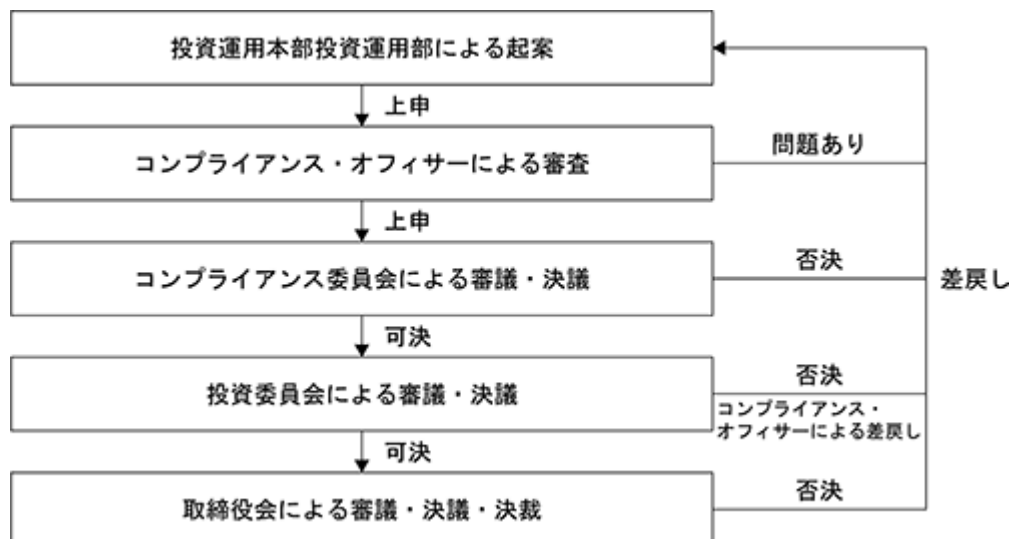 投資運用本部投資運用部による起案
上申
コンプライアンス・オフィサーによる審査
問題あり
上申
コンプライアンス委員会による審議・決議
否決
差戻し
可決
投資委員会による審議・決議
否決
コンプライアンス・
オフィサーによる差戻し
可決
取締役会による審議・決議・決裁
否決